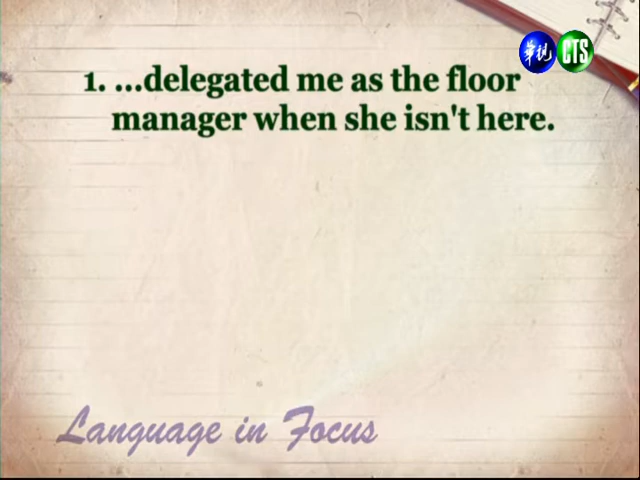 華視 CTS
1. ...delegated me as the floor
manager when she isn't here.
Language in Focus